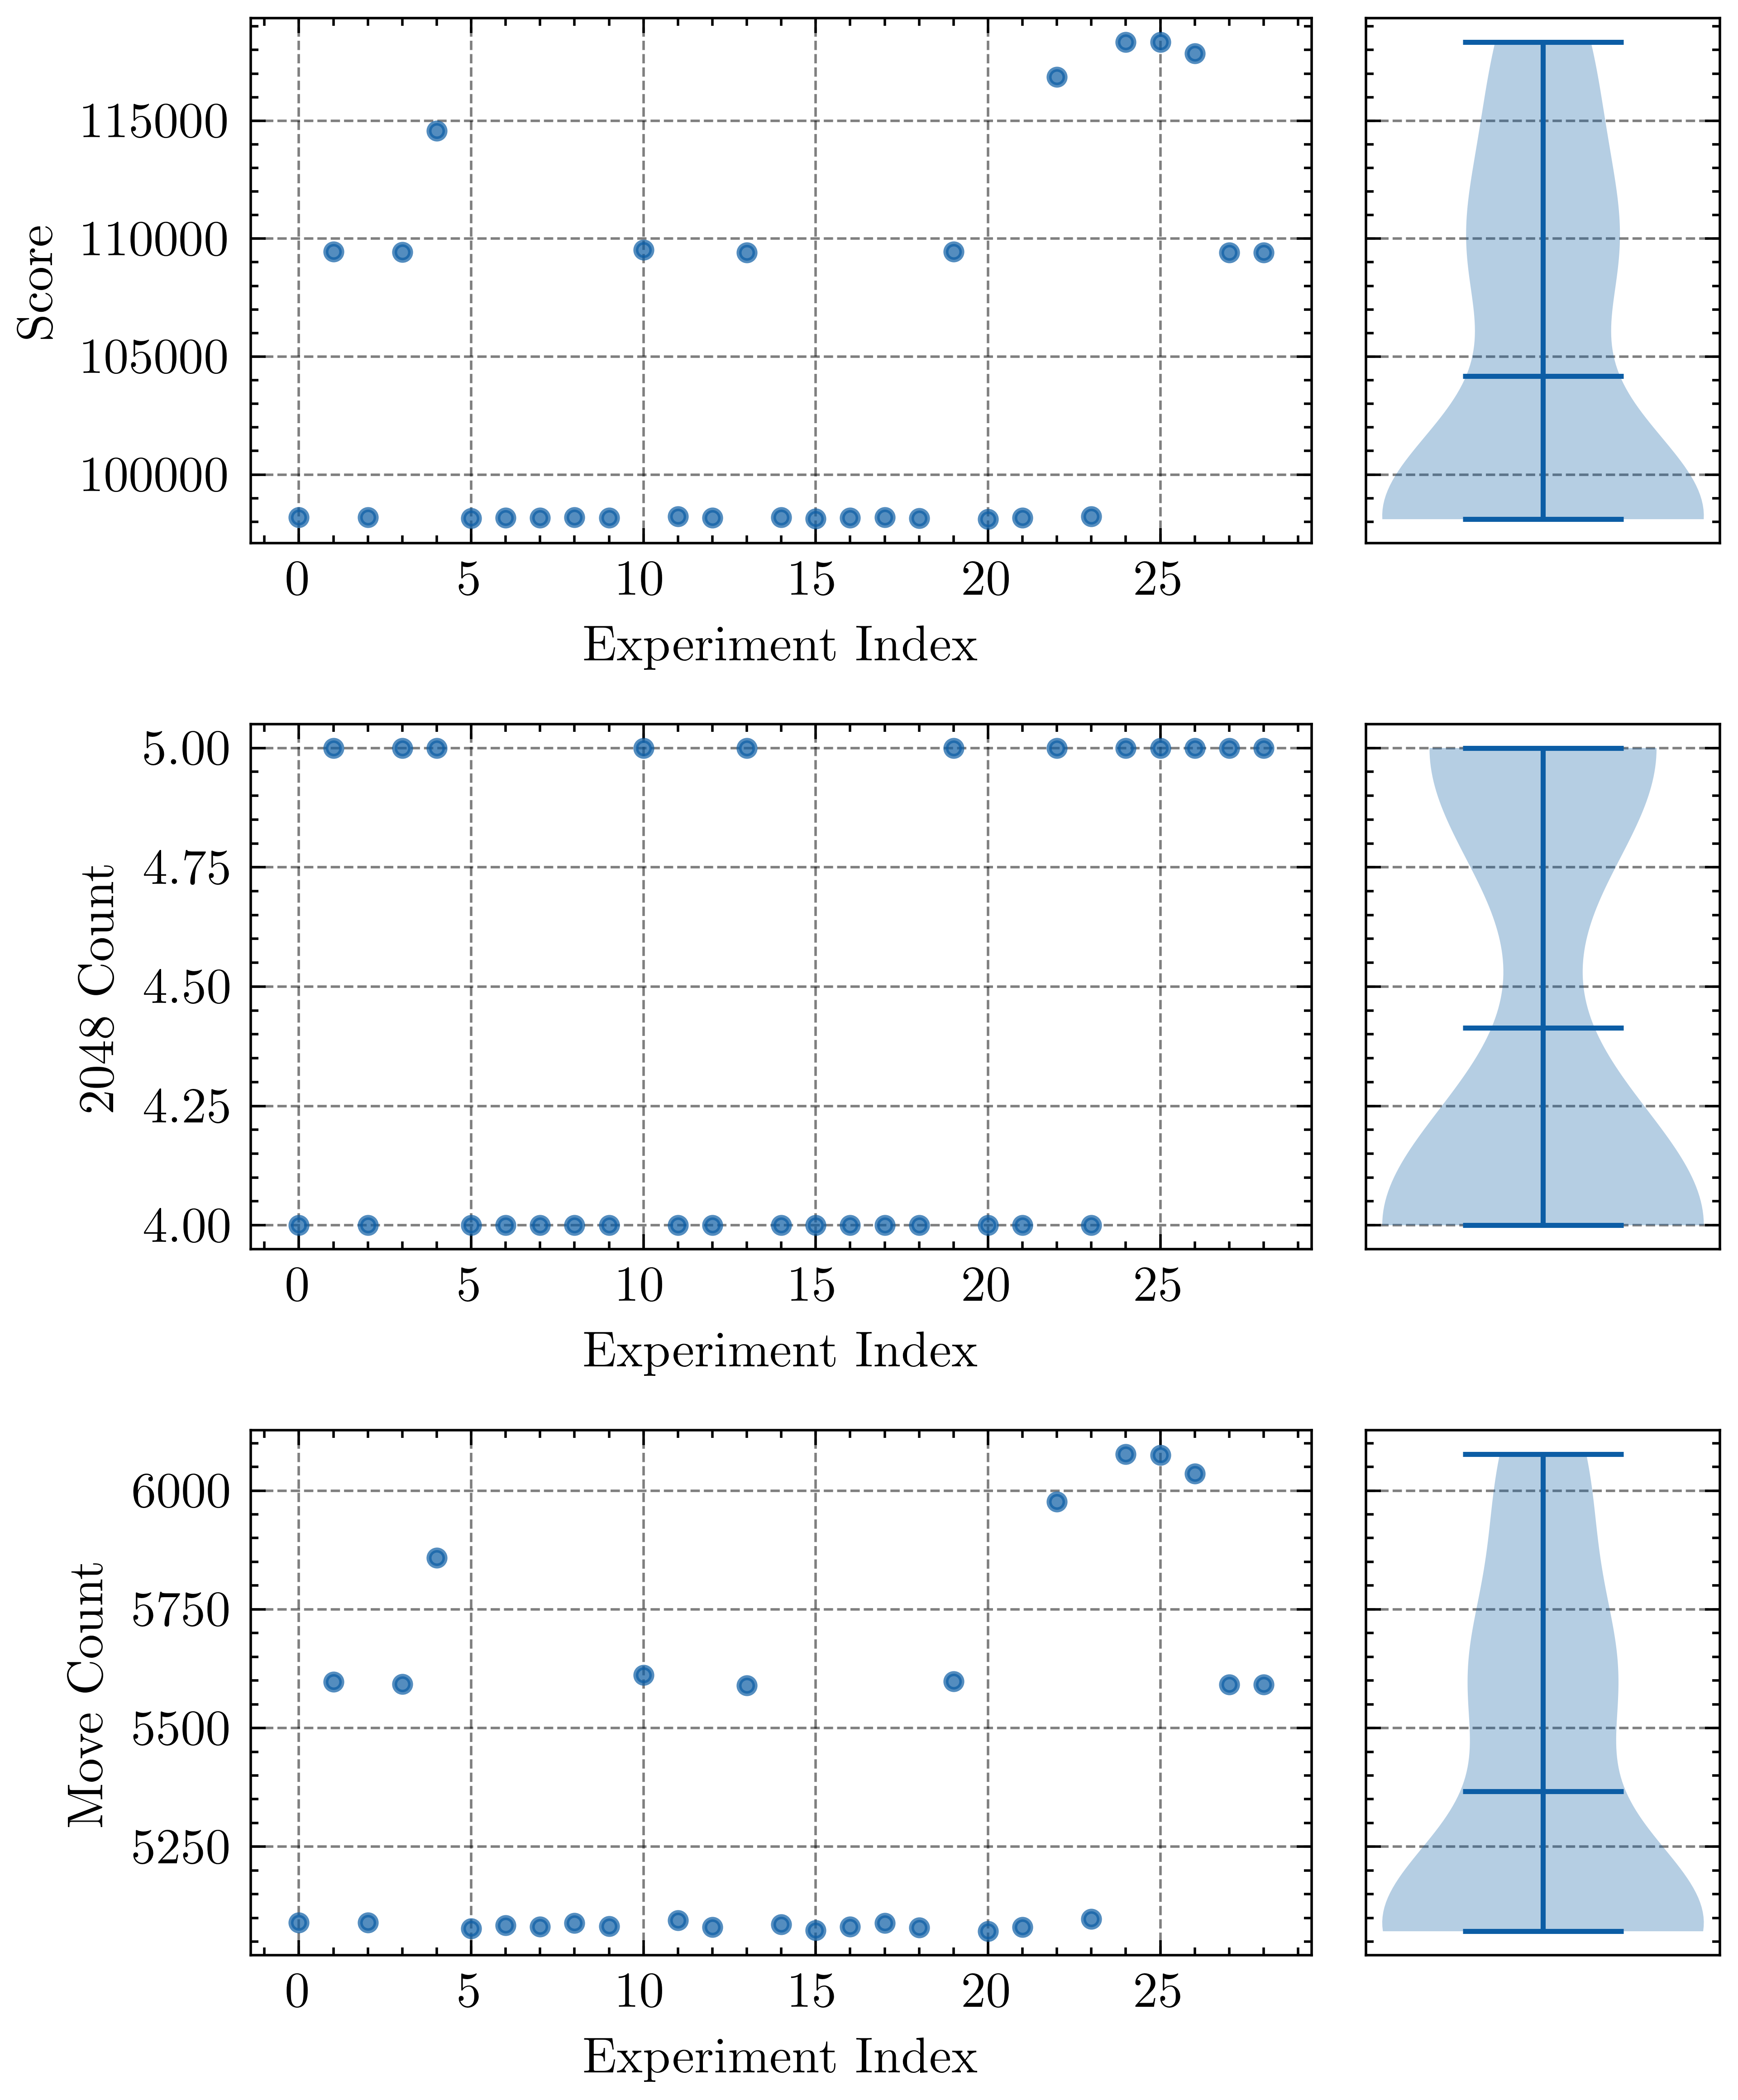 115000
110000
105000
100000
Score
0 5 10 15 20 25
Experiment Index
5.00
4.75
4.50
4.25
4.00
2048 Count
0 5 10 15 20 25
Experiment Index
6000
5750
5500
5250
Move Count
0 5 10 15 20 25
Experiment Index